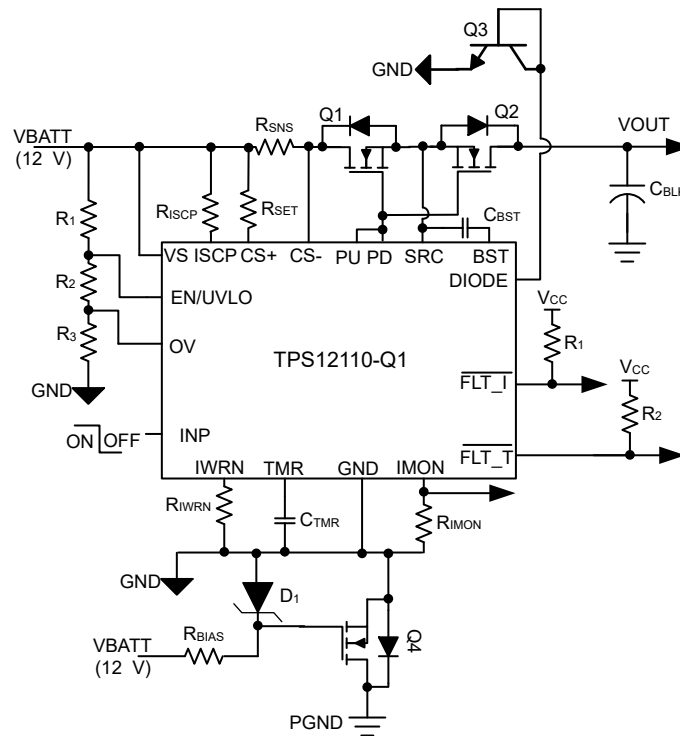 Q3
GND
Q1
Q2
VBATT
(12 V)
RSNS
VOUT
RISCP
RSET
CBST
CBLK
R1
R2
R3
GND
VS ISCP CS+ CS- PU PD SRC BST
DIODE
EN/UVLO
OV
TPS12110-Q1
VCC
R1
FLT_I
VCC
R2
FLT_T
ON OFF
INP
IWRN TMR GND IMON
RIWRN
CTMR
RIMON
GND
D1
Q4
VBATT
(12 V)
RBIAS
PGND